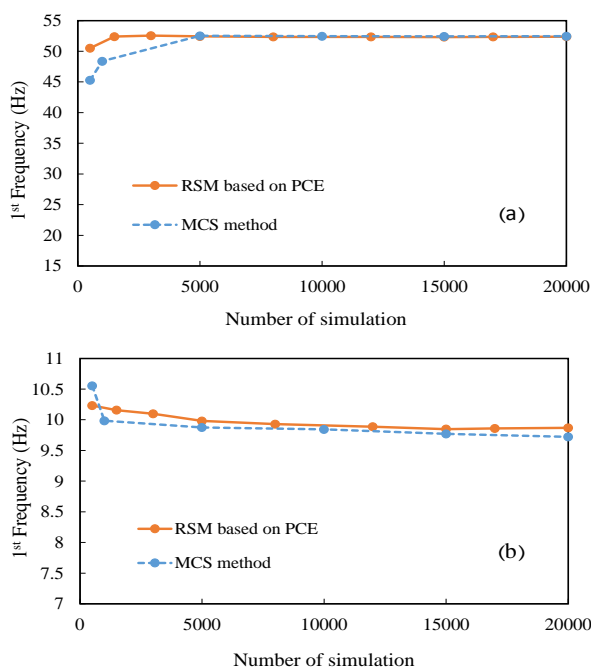 55
50
45
40
35
30
25
20
15
1st Frequency (Hz)
RSM based on PCE
MCS method
(a)
0 5000 10000 15000 20000
Number of simulation
11
10.5
10
9.5
9
8.5
8
7.5
7
1st Frequency (Hz)
RSM based on PCE
MCS method
(b)
0 5000 10000 15000 20000
Number of simulation